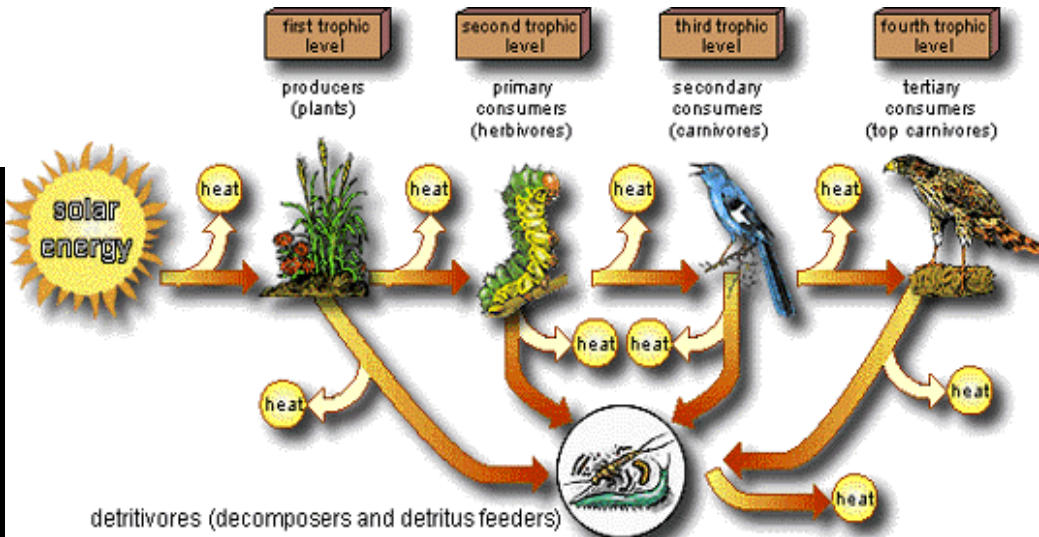 first trophic
level
second trophic
level
third trophic
level
fourth trophic
level
producers
(plants)
primary
consumers
(herbivores)
secondary
consumers
(carnivores)
tertiary
consumers
(top carnivores)
solar
energy
heat
heat
heat
heat
heat
heat
heat
heat
heat
detritivores (decomposers and detritus feeders)